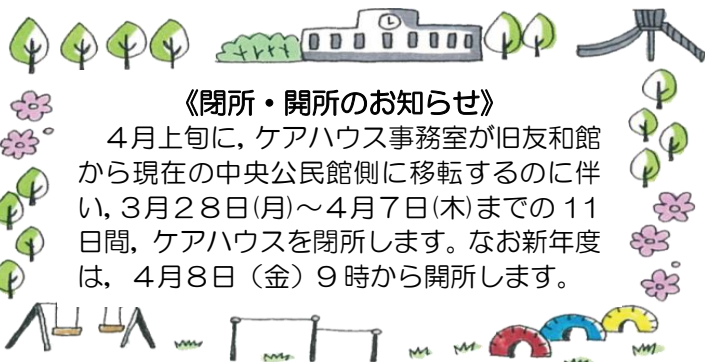 《閉所・開所のお知らせ》
４月上旬に，ケアハウス事務室が旧友和館
から現在の中央公民館側に移転するのに伴
い，３月２８日(月)～４月７日(木)までの 11
日間，ケアハウスを閉所します。なお新年度
は，４月８日（金）９時から開所します。